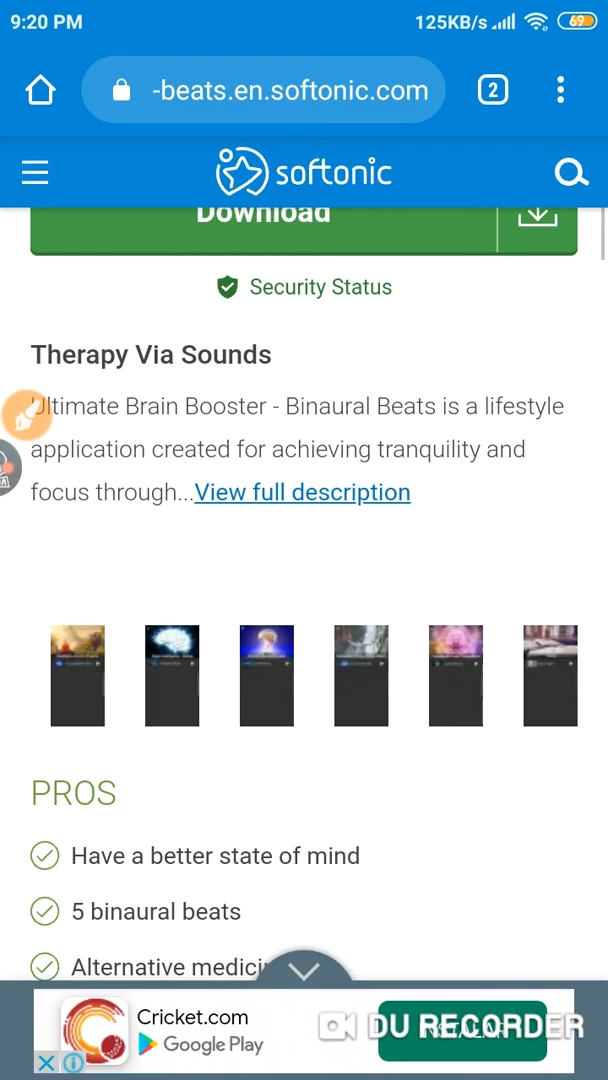 9:20 PM
125KB/s
69
-beats.en.softonic.com
2
softonic
Download
Security Status
Therapy Via Sounds
Ultimate Brain Booster - Binaural Beats is a lifestyle
application created for achieving tranquility and
focus through...View full description
PROS
Have a better state of mind
5 binaural beats
Alternative medici
Cricket.com
Google Play
DU RECORDER